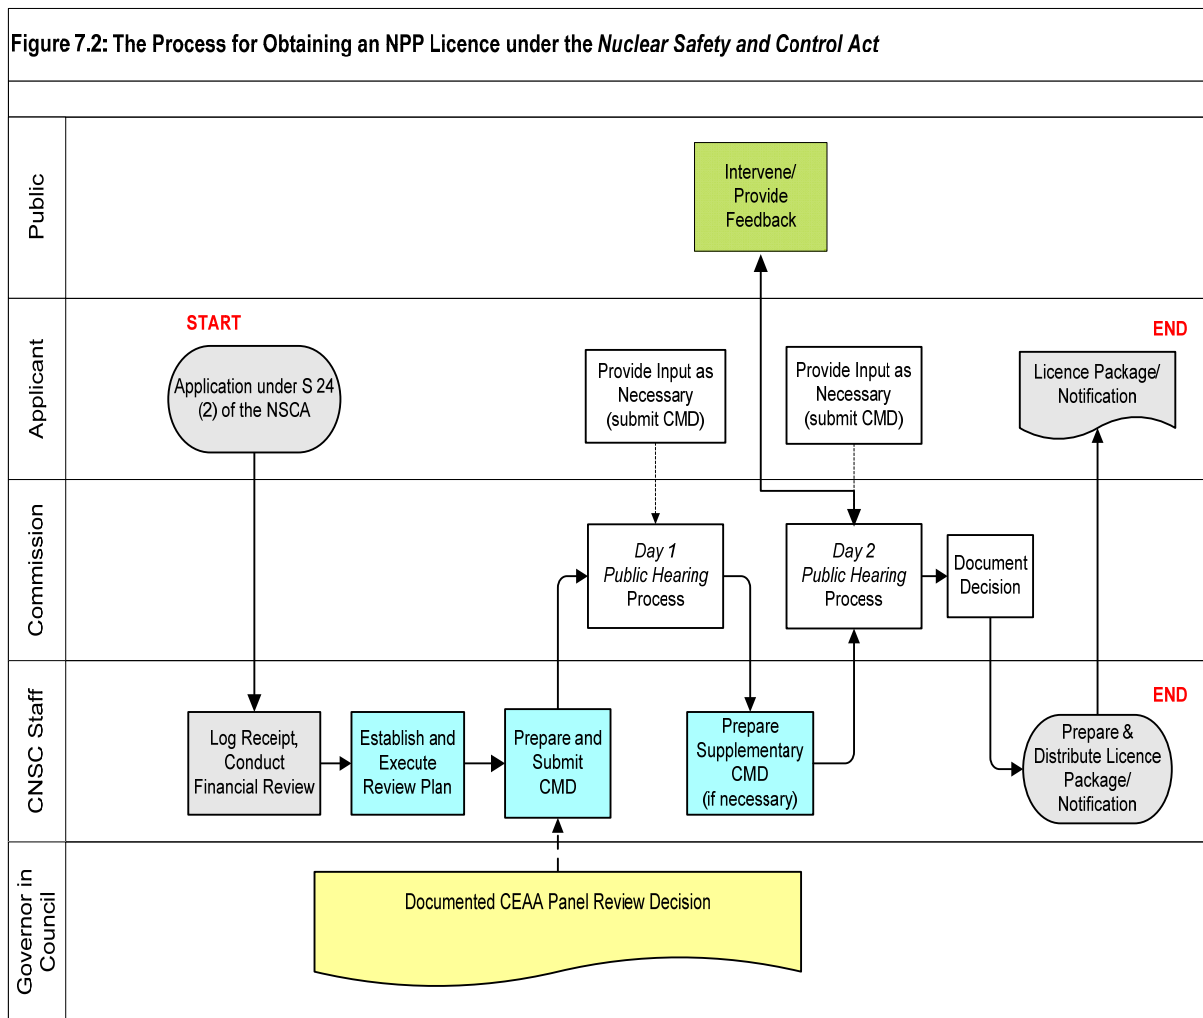 Figure 7.2: The Process for Obtaining an NPP Licence under the Nuclear Safety and Control Act
Public
Intervene/
Provide
Feedback
Applicant
START
Application under S 24
(2) of the NSCA
Provide Input as
Necessary
(submit CMD)
Provide Input as
Necessary
(submit CMD)
END
Licence Package/
Notification
Commission
Day 1
Public Hearing
Process
Day 2
Public Hearing
Process
Document
Decision
CNSC Staff
Log Receipt,
Conduct
Financial Review
Establish and
Execute
Review Plan
Prepare and
Submit
CMD
Prepare
Supplementary
CMD
(if necessary)
END
Prepare &
Distribute Licence
Package/
Notification
Governor in
Council
Documented CEAA Panel Review Decision